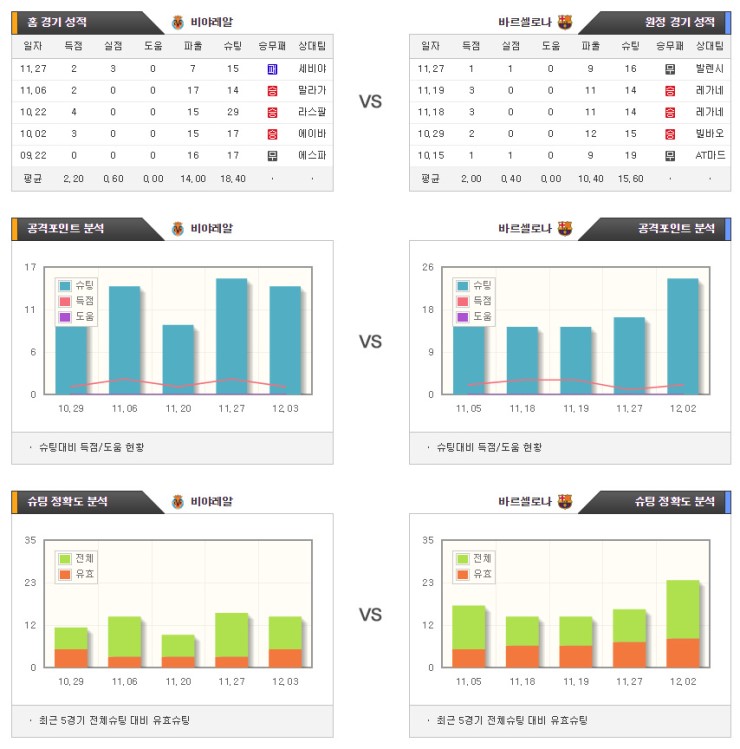 홈 경기 성적 비야레알
바르셀로나 원정 경기 성적
일자 득점 실점 도움 파울 슈팅 승무패 상대팀
11.27 2 3 0 7 15 패 세비야
11.06 2 0 0 17 14 승 말라가
10.22 4 0 0 15 29 승 라스팔
10.02 3 0 0 15 17 승 에이바
09.22 0 0 0 16 17 무 에스파
평균 2.20 0.60 0.00 14.00 18.40 · ·
VS
일자 득점 실점 도움 파울 슈팅 승무패 상대팀
11.27 1 1 0 9 16 무 발렌시
11.19 3 0 0 11 14 승 레가네
11.18 3 0 0 11 14 승 레가네
10.29 2 0 0 12 15 승 빌바오
10.15 1 1 0 9 19 무 AT마드
평균 2.00 0.40 0.00 10.40 15.60 · ·
공격포인트 분석 비야레알
바르셀로나 공격포인트 분석
17
11
6
0
슈팅
득점
도움
10.29 11.06 11.20 11.27 12.03
· 슈팅대비 득점/도움 현황
VS
26
18
9
0
슈팅
득점
도움
11.05 11.18 11.19 11.27 12.02
· 슈팅대비 득점/도움 현황
슈팅 정확도 분석 비야레알
바르셀로나 슈팅 정확도 분석
35
23
12
0
전체
유효
10.29 11.06 11.20 11.27 12.03
· 최근 5경기 전체슈팅 대비 유효슈팅
VS
35
23
12
0
전체
유효
11.05 11.18 11.19 11.27 12.02
· 최근 5경기 전체슈팅 대비 유효슈팅